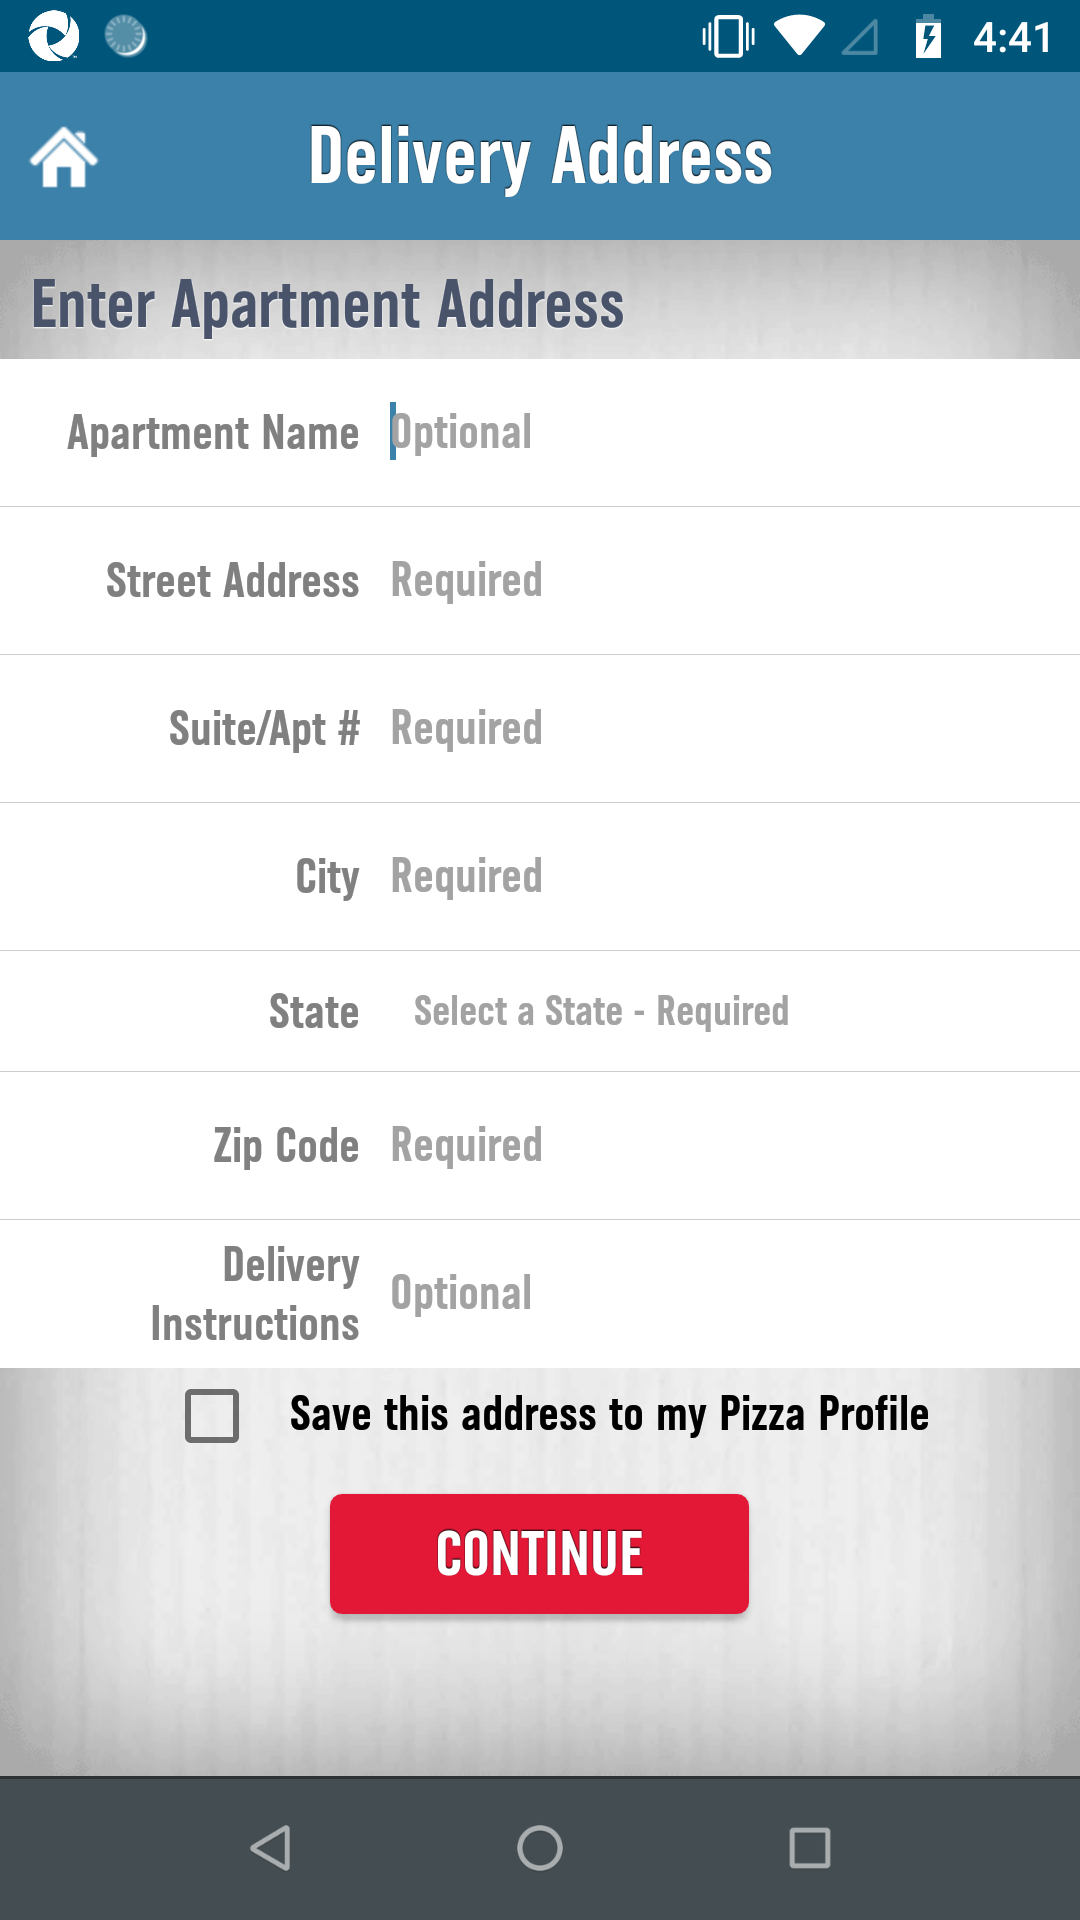 4:41
Delivery Address
Enter Apartment Address
Apartment Name Optional
Street Address Required
Suite/Apt # Required
City Required
State Select a State - Required
Zip Code Required
Delivery
Instructions Optional
Save this address to my Pizza Profile
CONTINUE